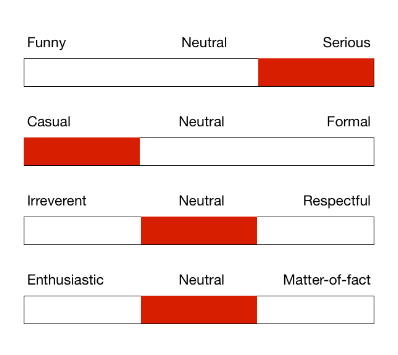 Funny Neutral Serious
Casual Neutral Formal
Irreverent Neutral Respectful
Enthusiastic Neutral Matter-of-fact